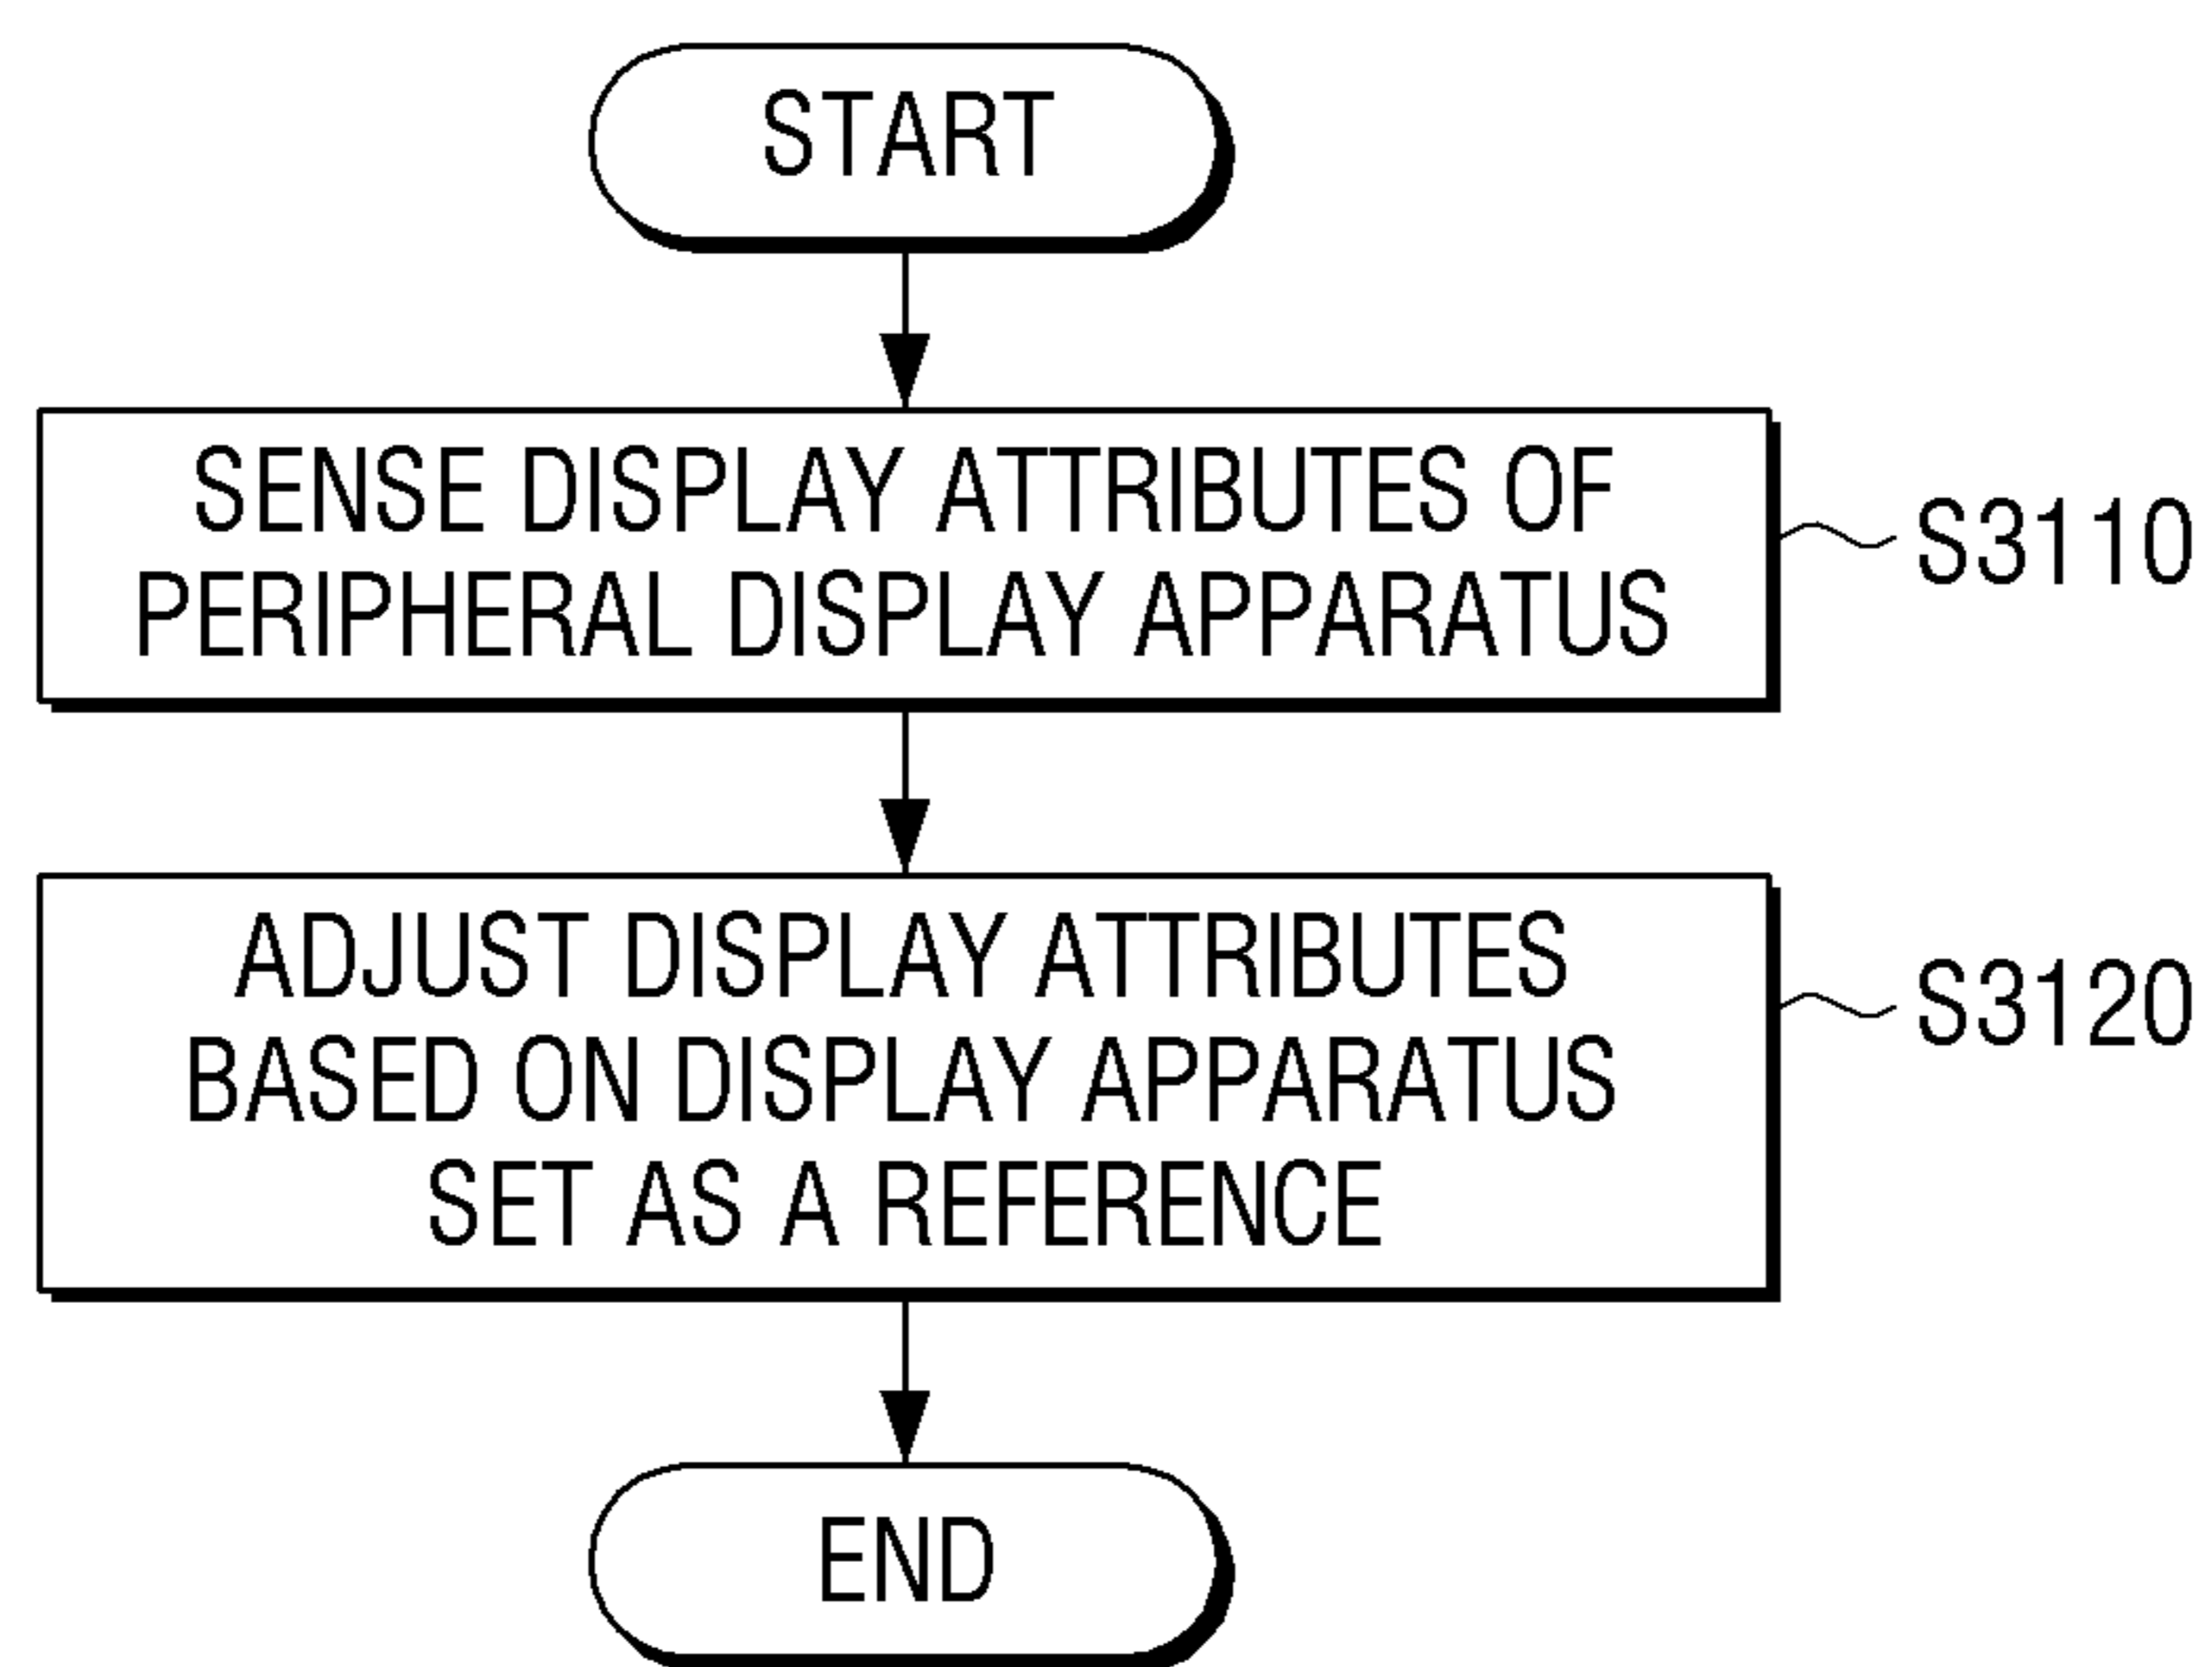 START
SENSE DISPLAY ATTRIBUTES OF
PERIPHERAL DISPLAY APPARATUS
S3110
ADJUST DISPLAY ATTRIBUTES
BASED ON DISPLAY APPARATUS
SET AS A REFERENCE
S3120
END